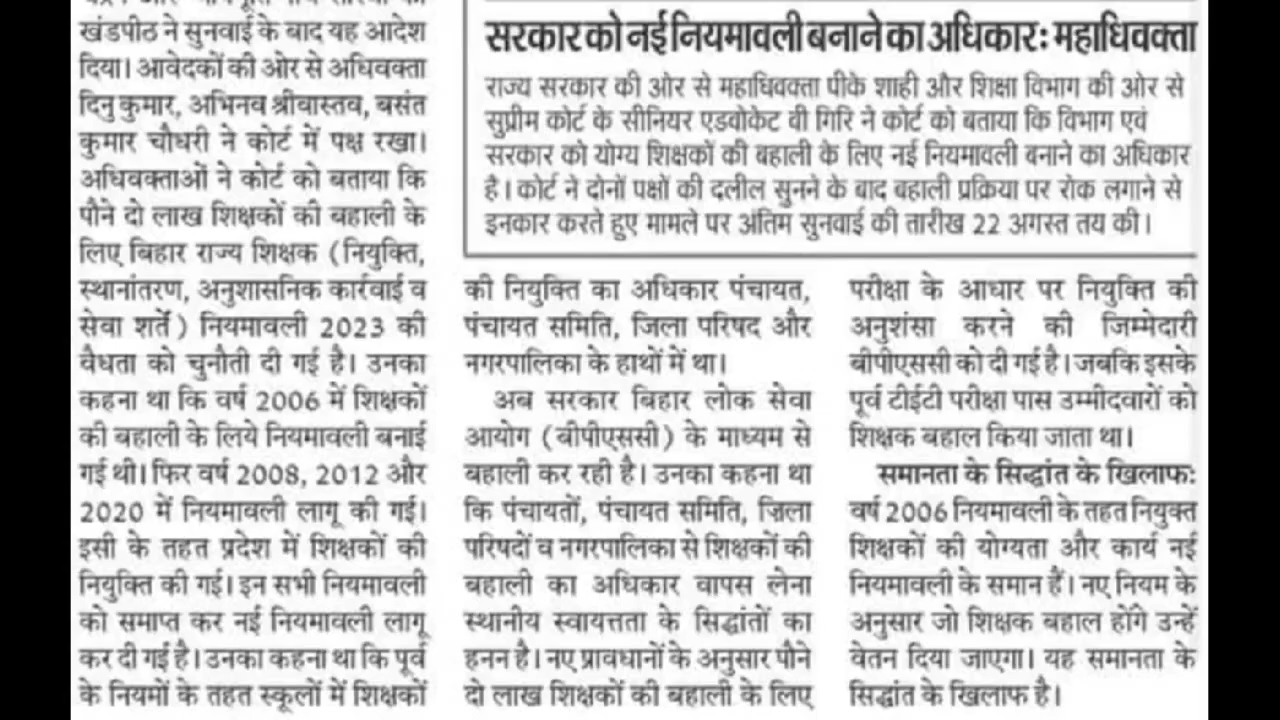 खंडपीठ ने सुनवाई के बाद यह आदेश
दिया। आवेदकों की ओर से अधिवक्ता
दिनु कुमार, अभिनव श्रीवास्तव, बसंत
कुमार चौधरी ने कोर्ट में पक्ष रखा।
अधिवक्ताओं ने कोर्ट को बताया कि
पौने दो लाख शिक्षकों की बहाली के
लिए बिहार राज्य शिक्षक (नियुक्ति,
स्थानांतरण, अनुशासनिक कार्रवाई व
सेवा शर्ते) नियमावली 2023 की
वैधता को चुनौती दी गई है। उनका
कहना था कि वर्ष 2006 में शिक्षकों
की बहाली के लिये नियमावली बनाई
गई थी। फिर वर्ष 2008, 2012 और
2020 में नियमावली लागू की गई।
इसी के तहत प्रदेश में शिक्षकों की
नियुक्ति की गई। इन सभी नियमावली
को समाप्त कर नई नियमावली लागू
कर दी गई है। उनका कहना था कि पूर्व
के नियमों के तहत स्कूलों में शिक्षकों
सरकार को नई नियमावली बनाने का अधिकार: महाधिवक्ता
राज्य सरकार की ओर से महाधिवक्ता पीके शाही और शिक्षा विभाग की ओर से
सुप्रीम कोर्ट के सीनियर एडवोकेट वी गिरि ने कोर्ट को बताया कि विभाग एवं
सरकार को योग्य शिक्षकों की बहाली के लिए नई नियमावली बनाने का अधिकार
है। कोर्ट ने दोनों पक्षों की दलील सुनने के बाद बहाली प्रक्रिया पर रोक लगाने से
इनकार करते हुए मामले पर अंतिम सुनवाई की तारीख 22 अगस्त तय की।
की नियुक्ति का अधिकार पंचायत,
पंचायत समिति, जिला परिषद और
नगरपालिका के हाथों में था।
अब सरकार बिहार लोक सेवा
आयोग (बीपीएससी) के माध्यम से
बहाली कर रही है। उनका कहना था
कि पंचायतों, पंचायत समिति, जिला
परिषदों व नगरपालिका से शिक्षकों की
बहाली का अधिकार वापस लेना
स्थानीय स्वायत्तता के सिद्धांतों का
हनन है। नए प्रावधानों के अनुसार पौने
दो लाख शिक्षकों की बहाली के लिए
परीक्षा के आधार पर नियुक्ति की
अनुशंसा करने की जिम्मेदारी
बीपीएससी को दी गई है। जबकि इसके
पूर्व टीईटी परीक्षा पास उम्मीदवारों को
शिक्षक बहाल किया जाता था।
समानता के सिद्धांत के खिलाफ:
वर्ष 2006 नियमावली के तहत नियुक्त
शिक्षकों की योग्यता और कार्य नई
नियमावली के समान हैं। नए नियम के
अनुसार जो शिक्षक बहाल होंगे उन्हें
वेतन दिया जाएगा। यह समानता के
सिद्धांत के खिलाफ है।